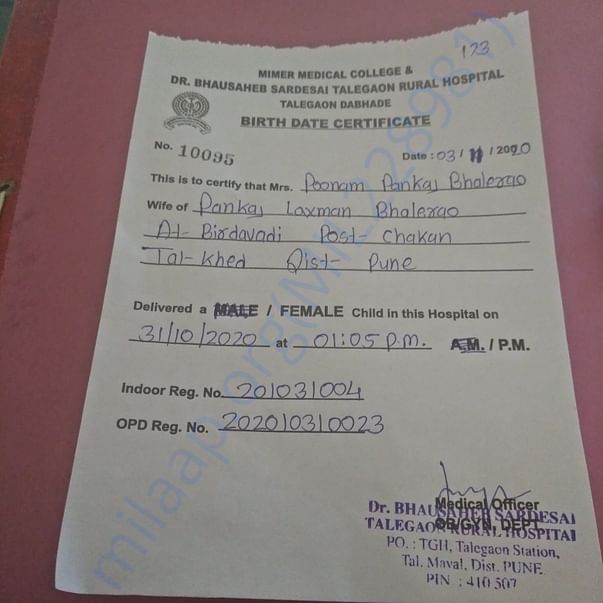 123
MIMER MEDICAL COLLEGE &
DR. BHAUSAHEB SARDESAI TALEGAON RURAL HOSPITAL
TALEGAON DABHADE
BIRTH DATE CERTIFICATE
No. 10095
Date : 03 / 11 / 2020
This is to certify that Mrs. Poonam Pankaj Bhalerao
Wife of Pankaj Laxman Bhalerao
At- Birdavadi Post- Chakan
Tal- Khed Dist- Pune
Delivered a MALE / FEMALE Child in this Hospital on
31/10/2020 at 01:05 p.m. A.M. / P.M.
Indoor Reg. No. 201031004
OPD Reg. No. 202010310023
Medical Officer
OB/GYN, DEPT.
Dr. BHAUSAHEB SARDESAI
TALEGAON RURAL HOSPITAL
PO. : TGH, Talegaon Station,
Tal. Maval, Dist. PUNE
PIN : 410 507